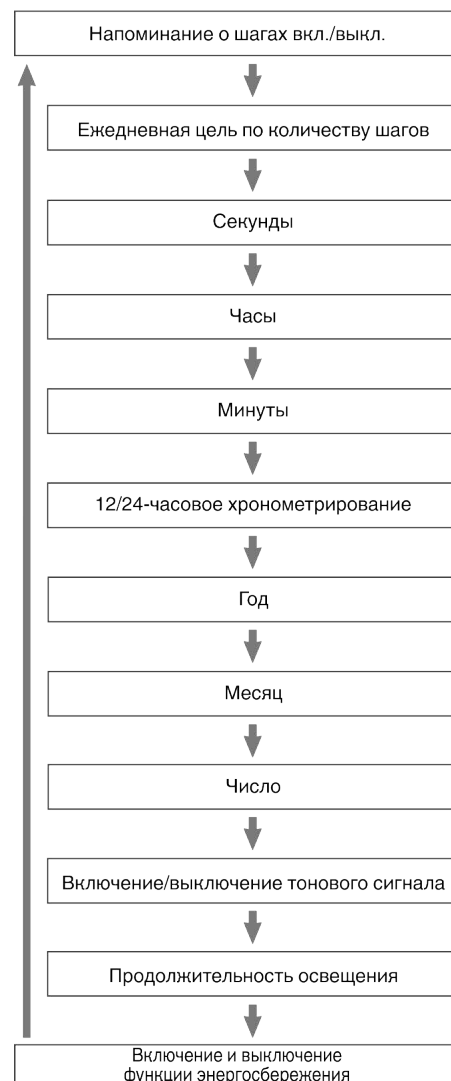 Напоминание о шагах вкл./выкл.
Ежедневная цель по количеству шагов
Секунды
Часы
Минуты
12/24-часовое хронометрирование
Год
Месяц
Число
Включение/выключение тонового сигнала
Продолжительность освещения
Включение и выключение
функции энергосбережения